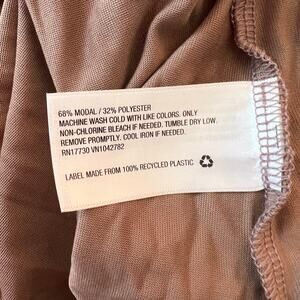 68% MODAL / 32% POLYESTER
MACHINE WASH COLD WITH LIKE COLORS. ONLY
NON-CHLORINE BLEACH IF NEEDED. TUMBLE DRY LOW.
REMOVE PROMPTLY. COOL IRON IF NEEDED.
RN17730 VN1042782
LABEL MADE FROM 100% RECYCLED PLASTIC